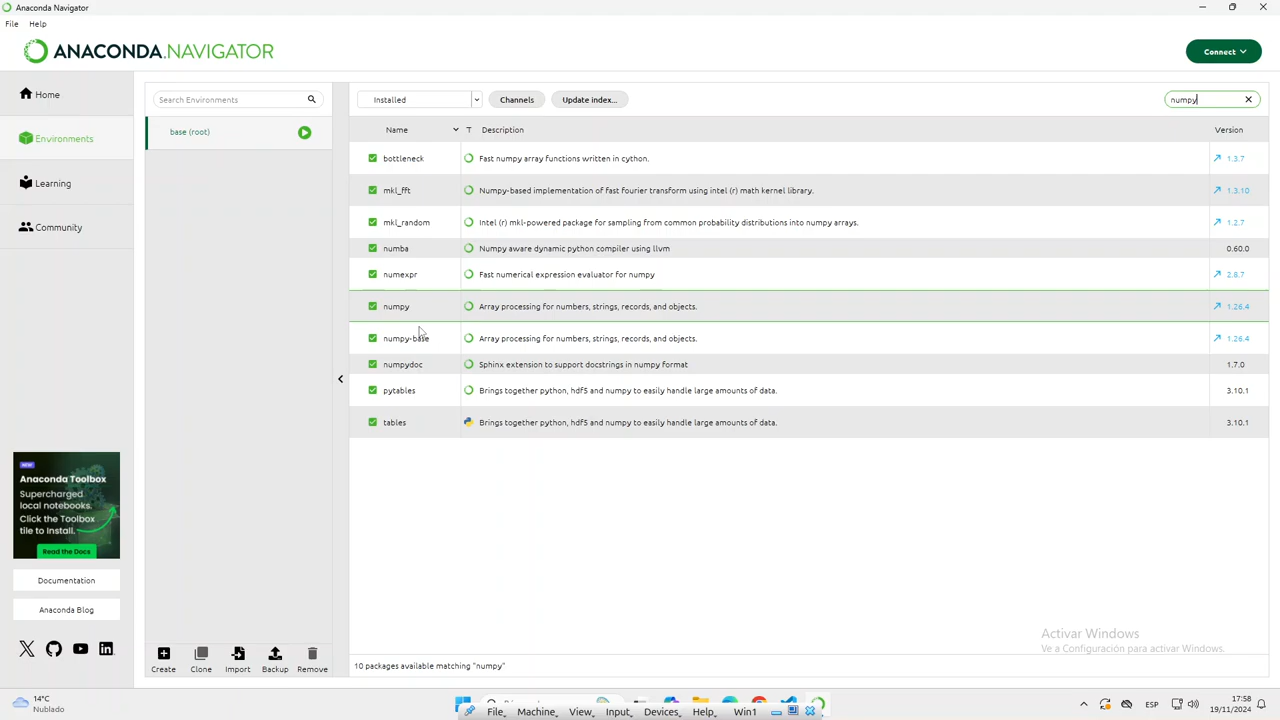 Anaconda Navigator
File Help
ANACONDA.NAVIGATOR
Connect
Home
Environments
Learning
Community
NEW
Anaconda Toolbox
Supercharged
local notebooks.
Click the Toolbox
tile to install.
Read the Docs
Documentation
Anaconda Blog
Search Environments
base (root)
Create Clone Import Backup Remove
Installed Channels Update index... numpy
Name T Description Version
bottleneck Fast numpy array functions written in cython. 1.3.7
mkl_fft Numpy-based implementation of fast fourier transform using intel (r) math kernel library. 1.3.10
mkl_random Intel (r) mkl-powered package for sampling from common probability distributions into numpy arrays. 1.2.7
numba Numpy aware dynamic python compiler using llvm 0.60.0
numexpr Fast numerical expression evaluator for numpy 2.8.7
numpy Array processing for numbers, strings, records, and objects. 1.26.4
numpy-base Array processing for numbers, strings, records, and objects. 1.26.4
numpydoc Sphinx extension to support docstrings in numpy format 1.7.0
pytables Brings together python, hdf5 and numpy to easily handle large amounts of data. 3.10.1
tables Brings together python, hdf5 and numpy to easily handle large amounts of data. 3.10.1
Activar Windows
Ve a Configuración para activar Windows.
10 packages available matching "numpy"
14°C
Nublado
File Machine View Input Devices Help Win1
ESP
17:58
19/11/2024